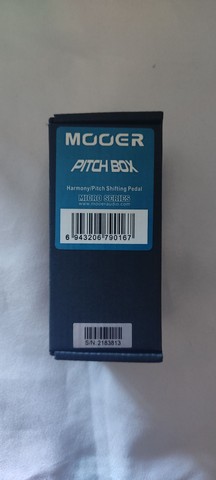 MOOER
PITCH BOX
Harmony/Pitch Shifting Pedal
MICRO SERIES
www.mooeraudio.com
6 943206 790167
S/N:2183813